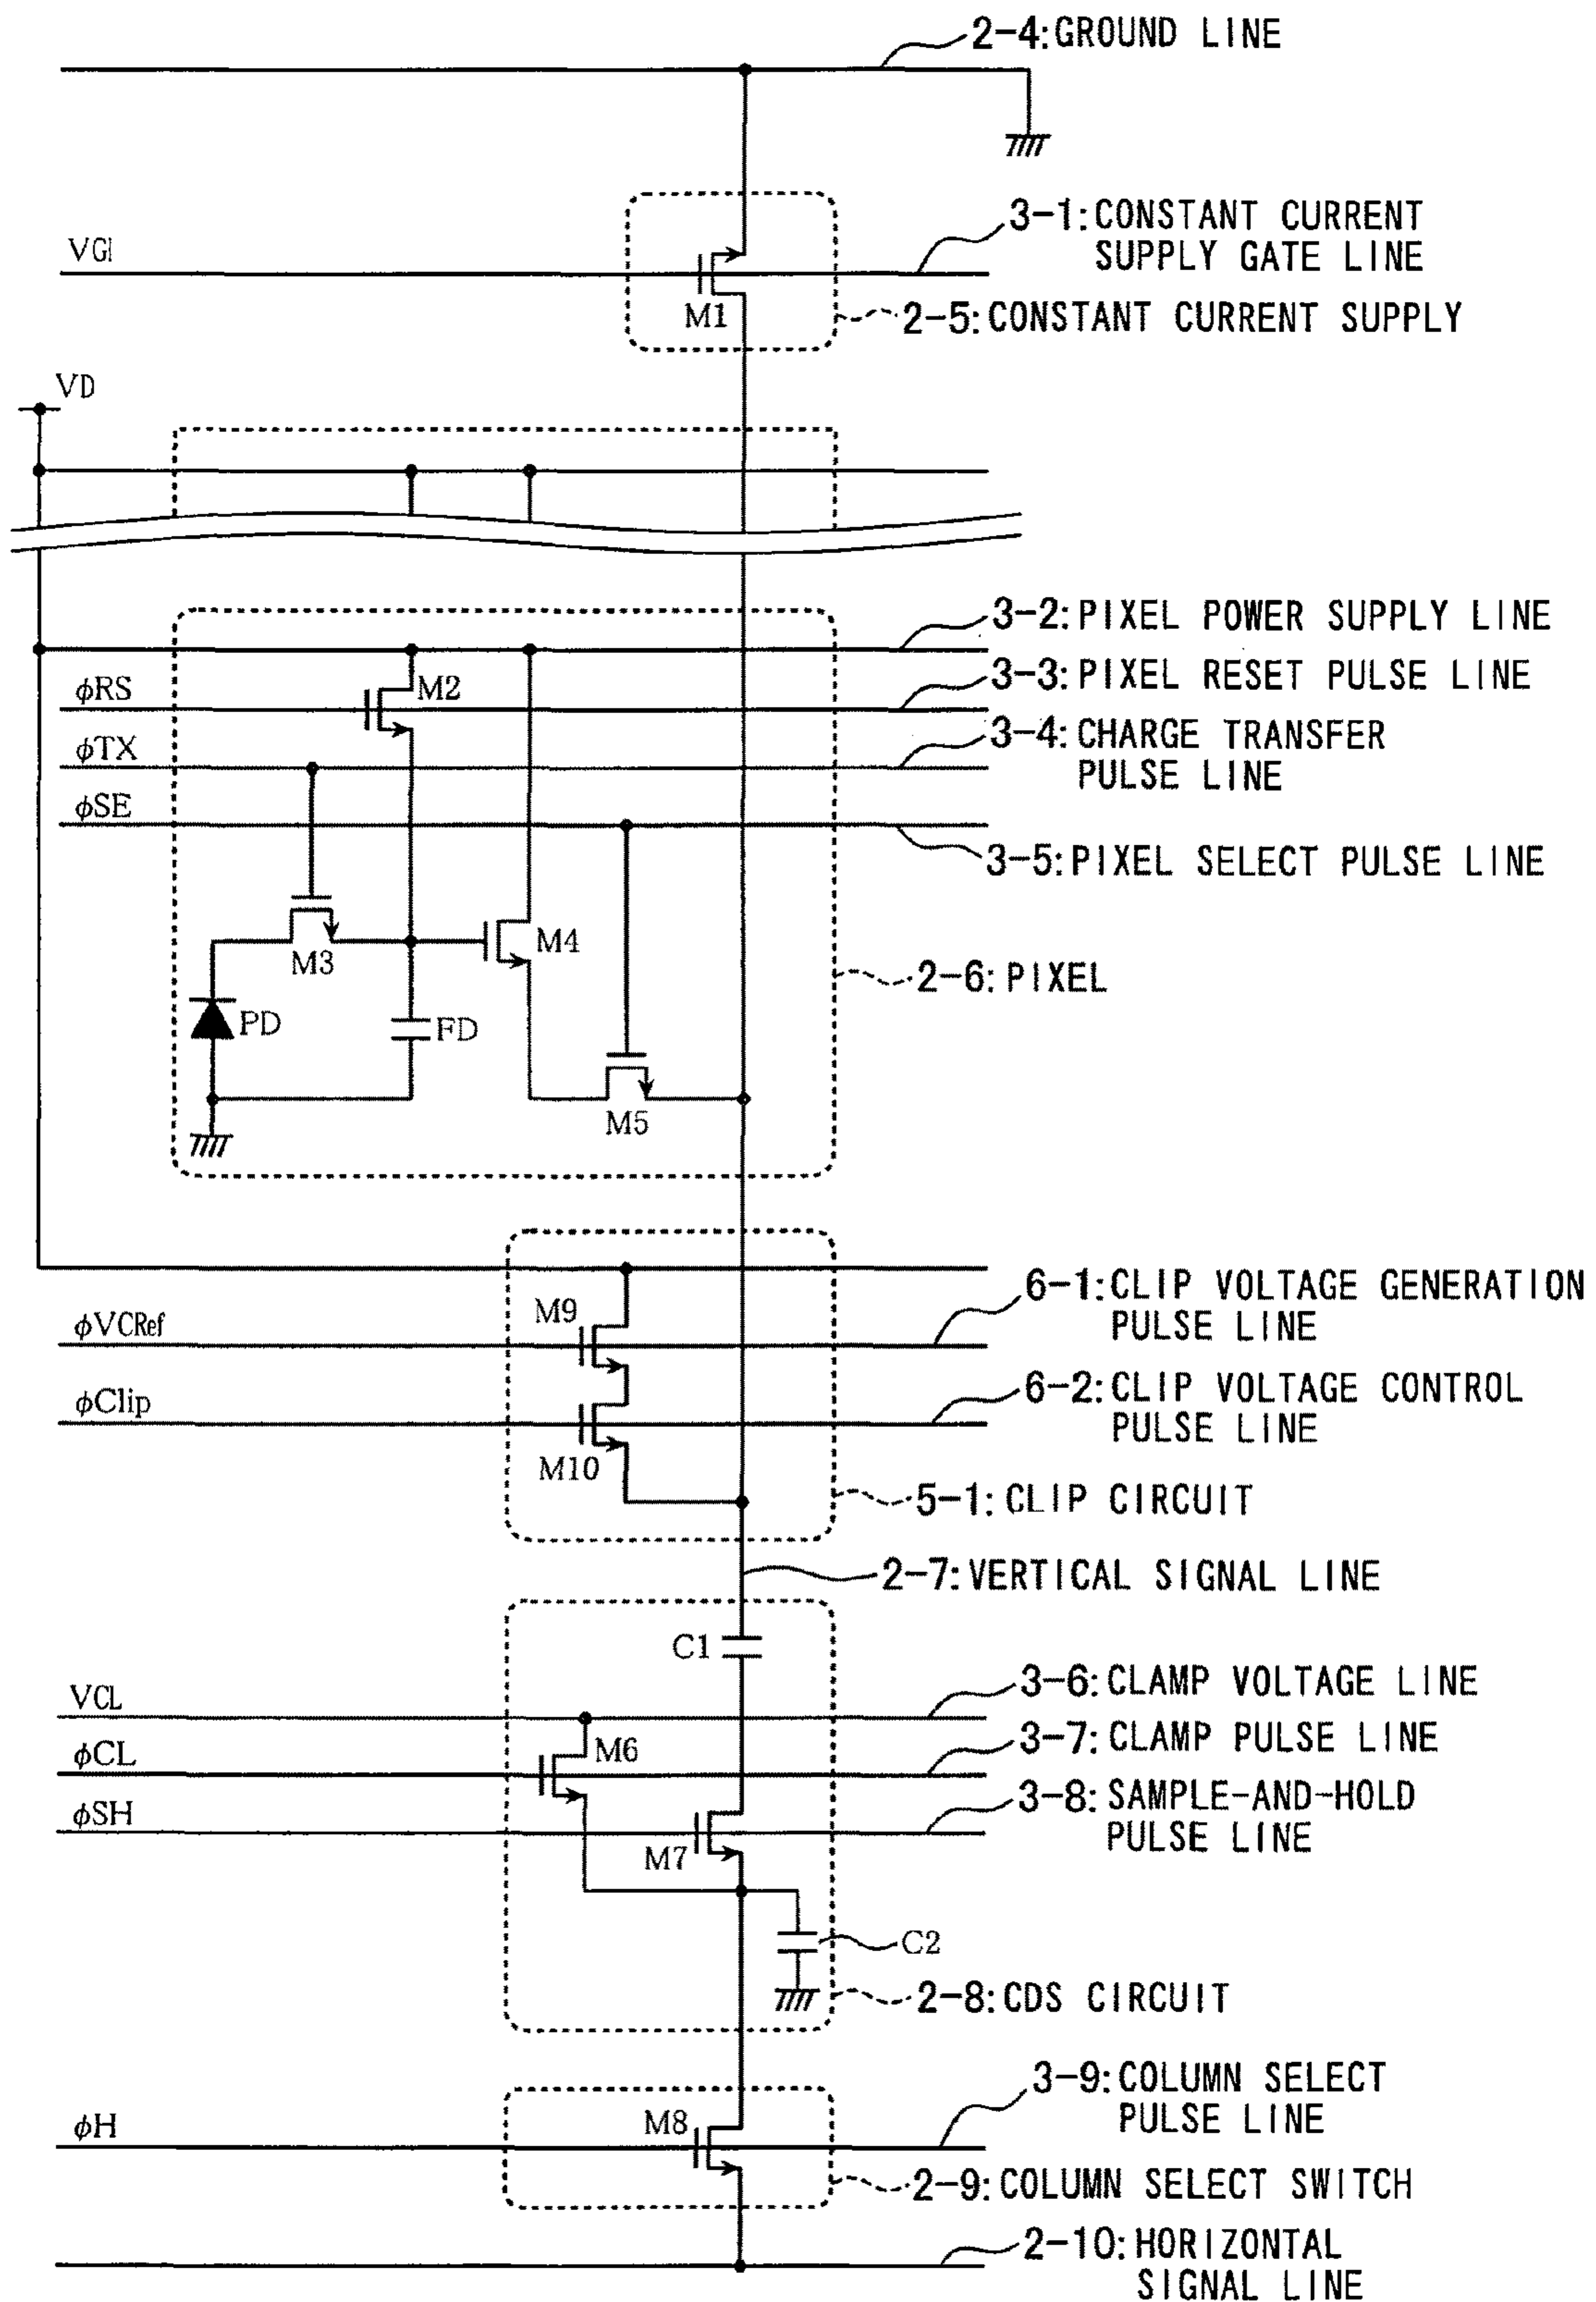 2-4:GROUND LINE
3-1:CONSTANT CURRENT
SUPPLY GATE LINE
VGI
M1
2-5:CONSTANT CURRENT SUPPLY
VD
3-2:PIXEL POWER SUPPLY LINE
ϕRS
M2
3-3:PIXEL RESET PULSE LINE
ϕTX
3-4:CHARGE TRANSFER
PULSE LINE
ϕSE
3-5:PIXEL SELECT PULSE LINE
M3
M4
2-6:PIXEL
PD
FD
M5
6-1:CLIP VOLTAGE GENERATION
PULSE LINE
M9
ϕVCRef
6-2:CLIP VOLTAGE CONTROL
PULSE LINE
ϕClip
M10
5-1:CLIP CIRCUIT
2-7:VERTICAL SIGNAL LINE
C1
VCL
3-6:CLAMP VOLTAGE LINE
ϕCL
M6
3-7:CLAMP PULSE LINE
ϕSH
3-8:SAMPLE-AND-HOLD
PULSE LINE
M7
C2
2-8:CDS CIRCUIT
3-9:COLUMN SELECT
PULSE LINE
ϕH
M8
2-9:COLUMN SELECT SWITCH
2-10:HORIZONTAL
SIGNAL LINE